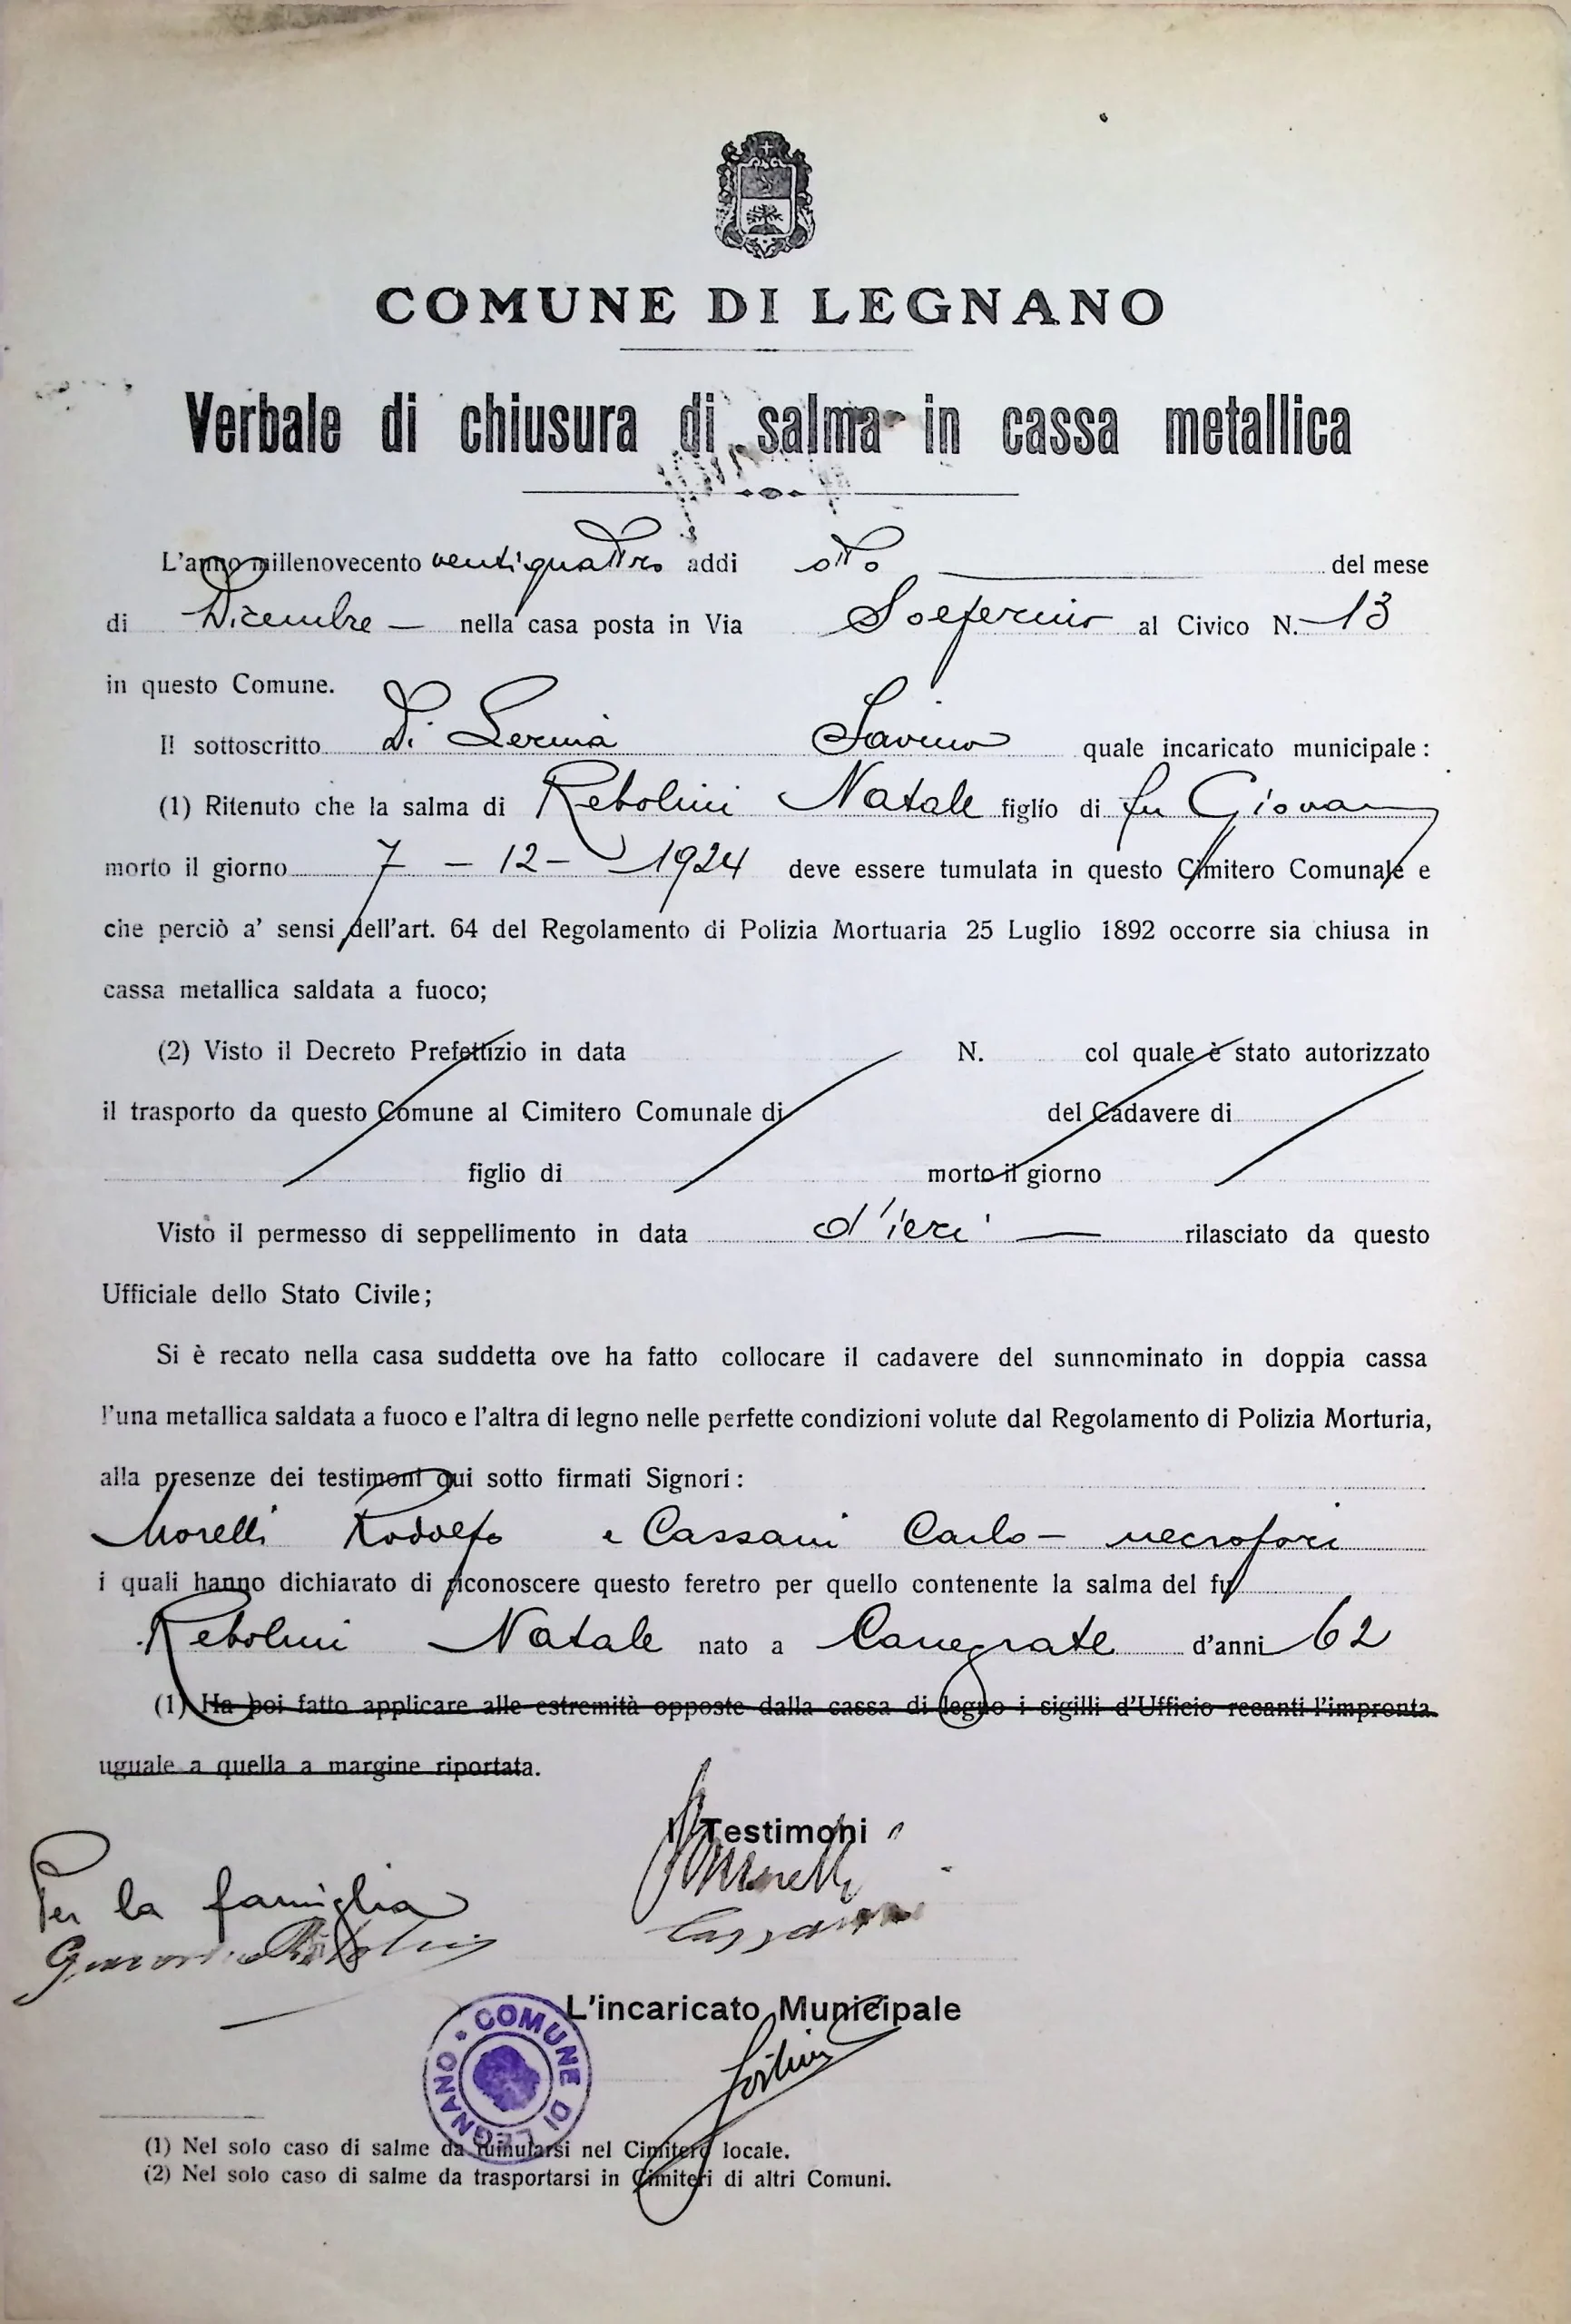 COMUNE DI LEGNANO
Verbale di chiusura di salma in cassa metallica
L'anno millenovecento ventiquattro addi otto del mese
di Dicembre — nella casa posta in Via Solferino al Civico N. 13
in questo Comune.
Il sottoscritto Di Lernia Savino quale incaricato municipale:
(1) Ritenuto che la salma di Rebolini Natale figlio di fu Giovan
morto il giorno 7 - 12 - 1924 deve essere tumulata in questo Cimitero Comunale e
che perciò a' sensi dell'art. 64 del Regolamento di Polizia Mortuaria 25 Luglio 1892 occorre sia chiusa in
cassa metallica saldata a fuoco;
(2) Visto il Decreto Prefettizio in data N. col quale è stato autorizzato
il trasporto da questo Comune al Cimitero Comunale di del Cadavere di
figlio di morto il giorno
Visto il permesso di seppellimento in data d'ieri — rilasciato da questo
Ufficiale dello Stato Civile;
Si è recato nella casa suddetta ove ha fatto collocare il cadavere del sunnominato in doppia cassa
l'una metallica saldata a fuoco e l'altra di legno nelle perfette condizioni volute dal Regolamento di Polizia Morturia,
alla presenze dei testimoni qui sotto firmati Signori:
Morelli Rodolfo e Cassani Carlo - necrofori
i quali hanno dichiarato di riconoscere questo feretro per quello contenente la salma del fu
Rebolini Natale nato a Canegrate d'anni 62
(1) Ha poi fatto applicare alle estremità opposte dalla cassa di legno i sigilli d'Ufficio recanti l'impronta
uguale a quella a margine riportata.
I Testimoni
Morelli
Per la famiglia
Cassani
L'incaricato Municipale
COMUNE DI LEGNANO
(1) Nel solo caso di salme da tumularsi nel Cimitero locale.
(2) Nel solo caso di salme da trasportarsi in Cimiteri di altri Comuni.